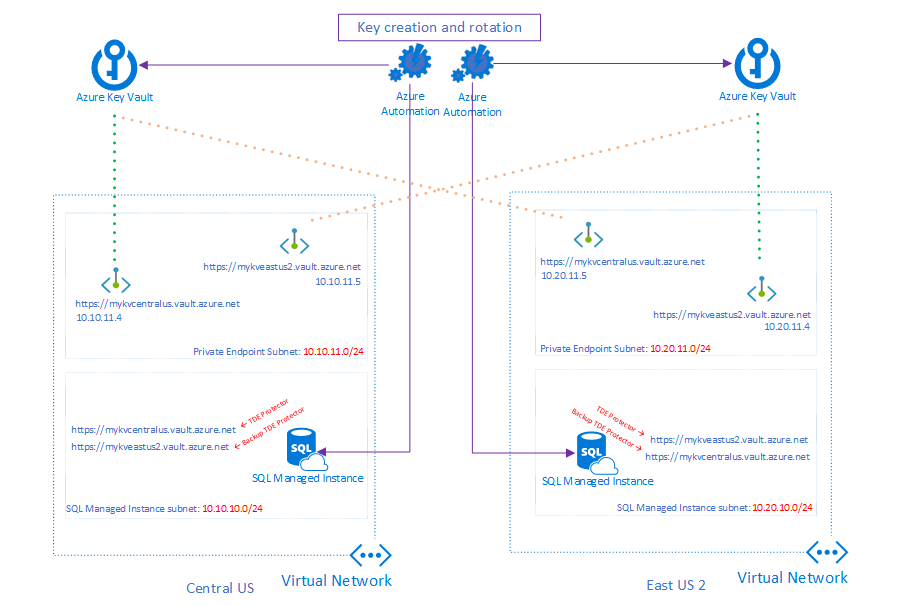 Key creation and rotation
Azure Key Vault
Azure
Automation
Azure
Automation
Azure Key Vault
https://mykveastus2.vault.azure.net
10.10.11.5
https://mykvcentralus.vault.azure.net
10.10.11.4
Private Endpoint Subnet: 10.10.11.0/24
https://mykvcentralus.vault.azure.net
10.20.11.5
https://mykveastus2.vault.azure.net
10.20.11.4
Private Endpoint Subnet: 10.20.11.0/24
TDE Protector
https://mykvcentralus.vault.azure.net
Backup TDE Protector
https://mykveastus2.vault.azure.net
SQL
SQL Managed Instance
SQL Managed Instance subnet: 10.10.10.0/24
TDE Protector
Backup TDE Protector
https://mykveastus2.vault.azure.net
https://mykvcentralus.vault.azure.net
SQL
SQL Managed Instance
SQL Managed Instance subnet: 10.20.10.0/24
Central US
Virtual Network
East US 2
Virtual Network